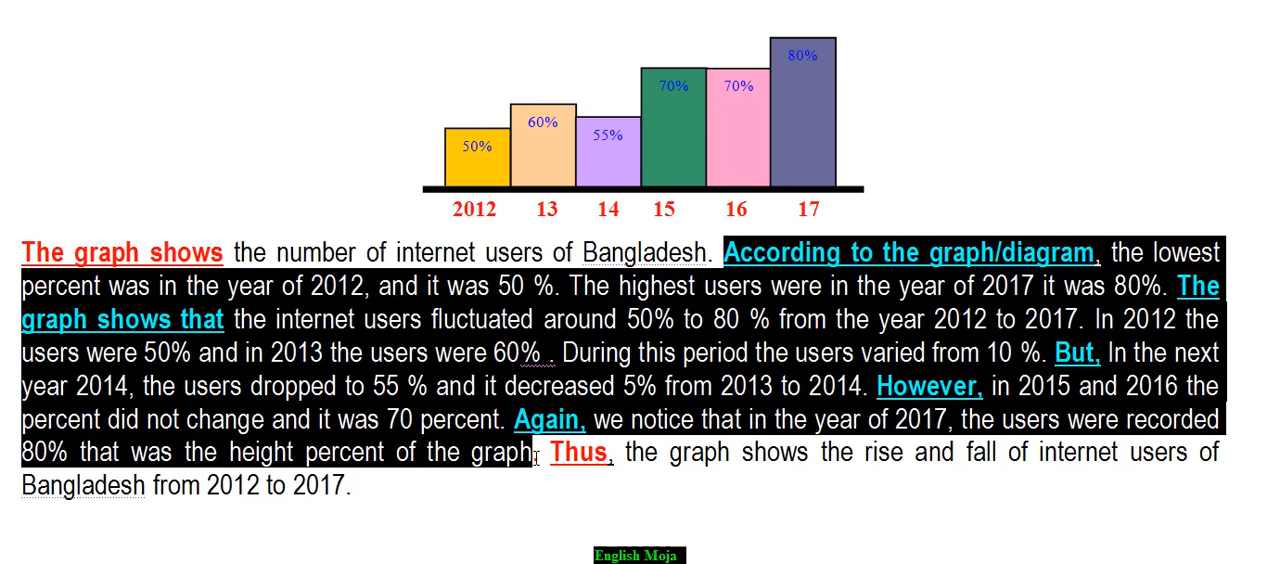 80%
70% 70%
60%
55%
50%
2012 13 14 15 16 17
The graph shows the number of internet users of Bangladesh. According to the graph/diagram, the lowest
percent was in the year of 2012, and it was 50 %. The highest users were in the year of 2017 it was 80%. The
graph shows that the internet users fluctuated around 50% to 80 % from the year 2012 to 2017. In 2012 the
users were 50% and in 2013 the users were 60% . During this period the users varied from 10 %. But, In the next
year 2014, the users dropped to 55 % and it decreased 5% from 2013 to 2014. However, in 2015 and 2016 the
percent did not change and it was 70 percent. Again, we notice that in the year of 2017, the users were recorded
80% that was the height percent of the graph. Thus, the graph shows the rise and fall of internet users of
Bangladesh from 2012 to 2017.
English Moja